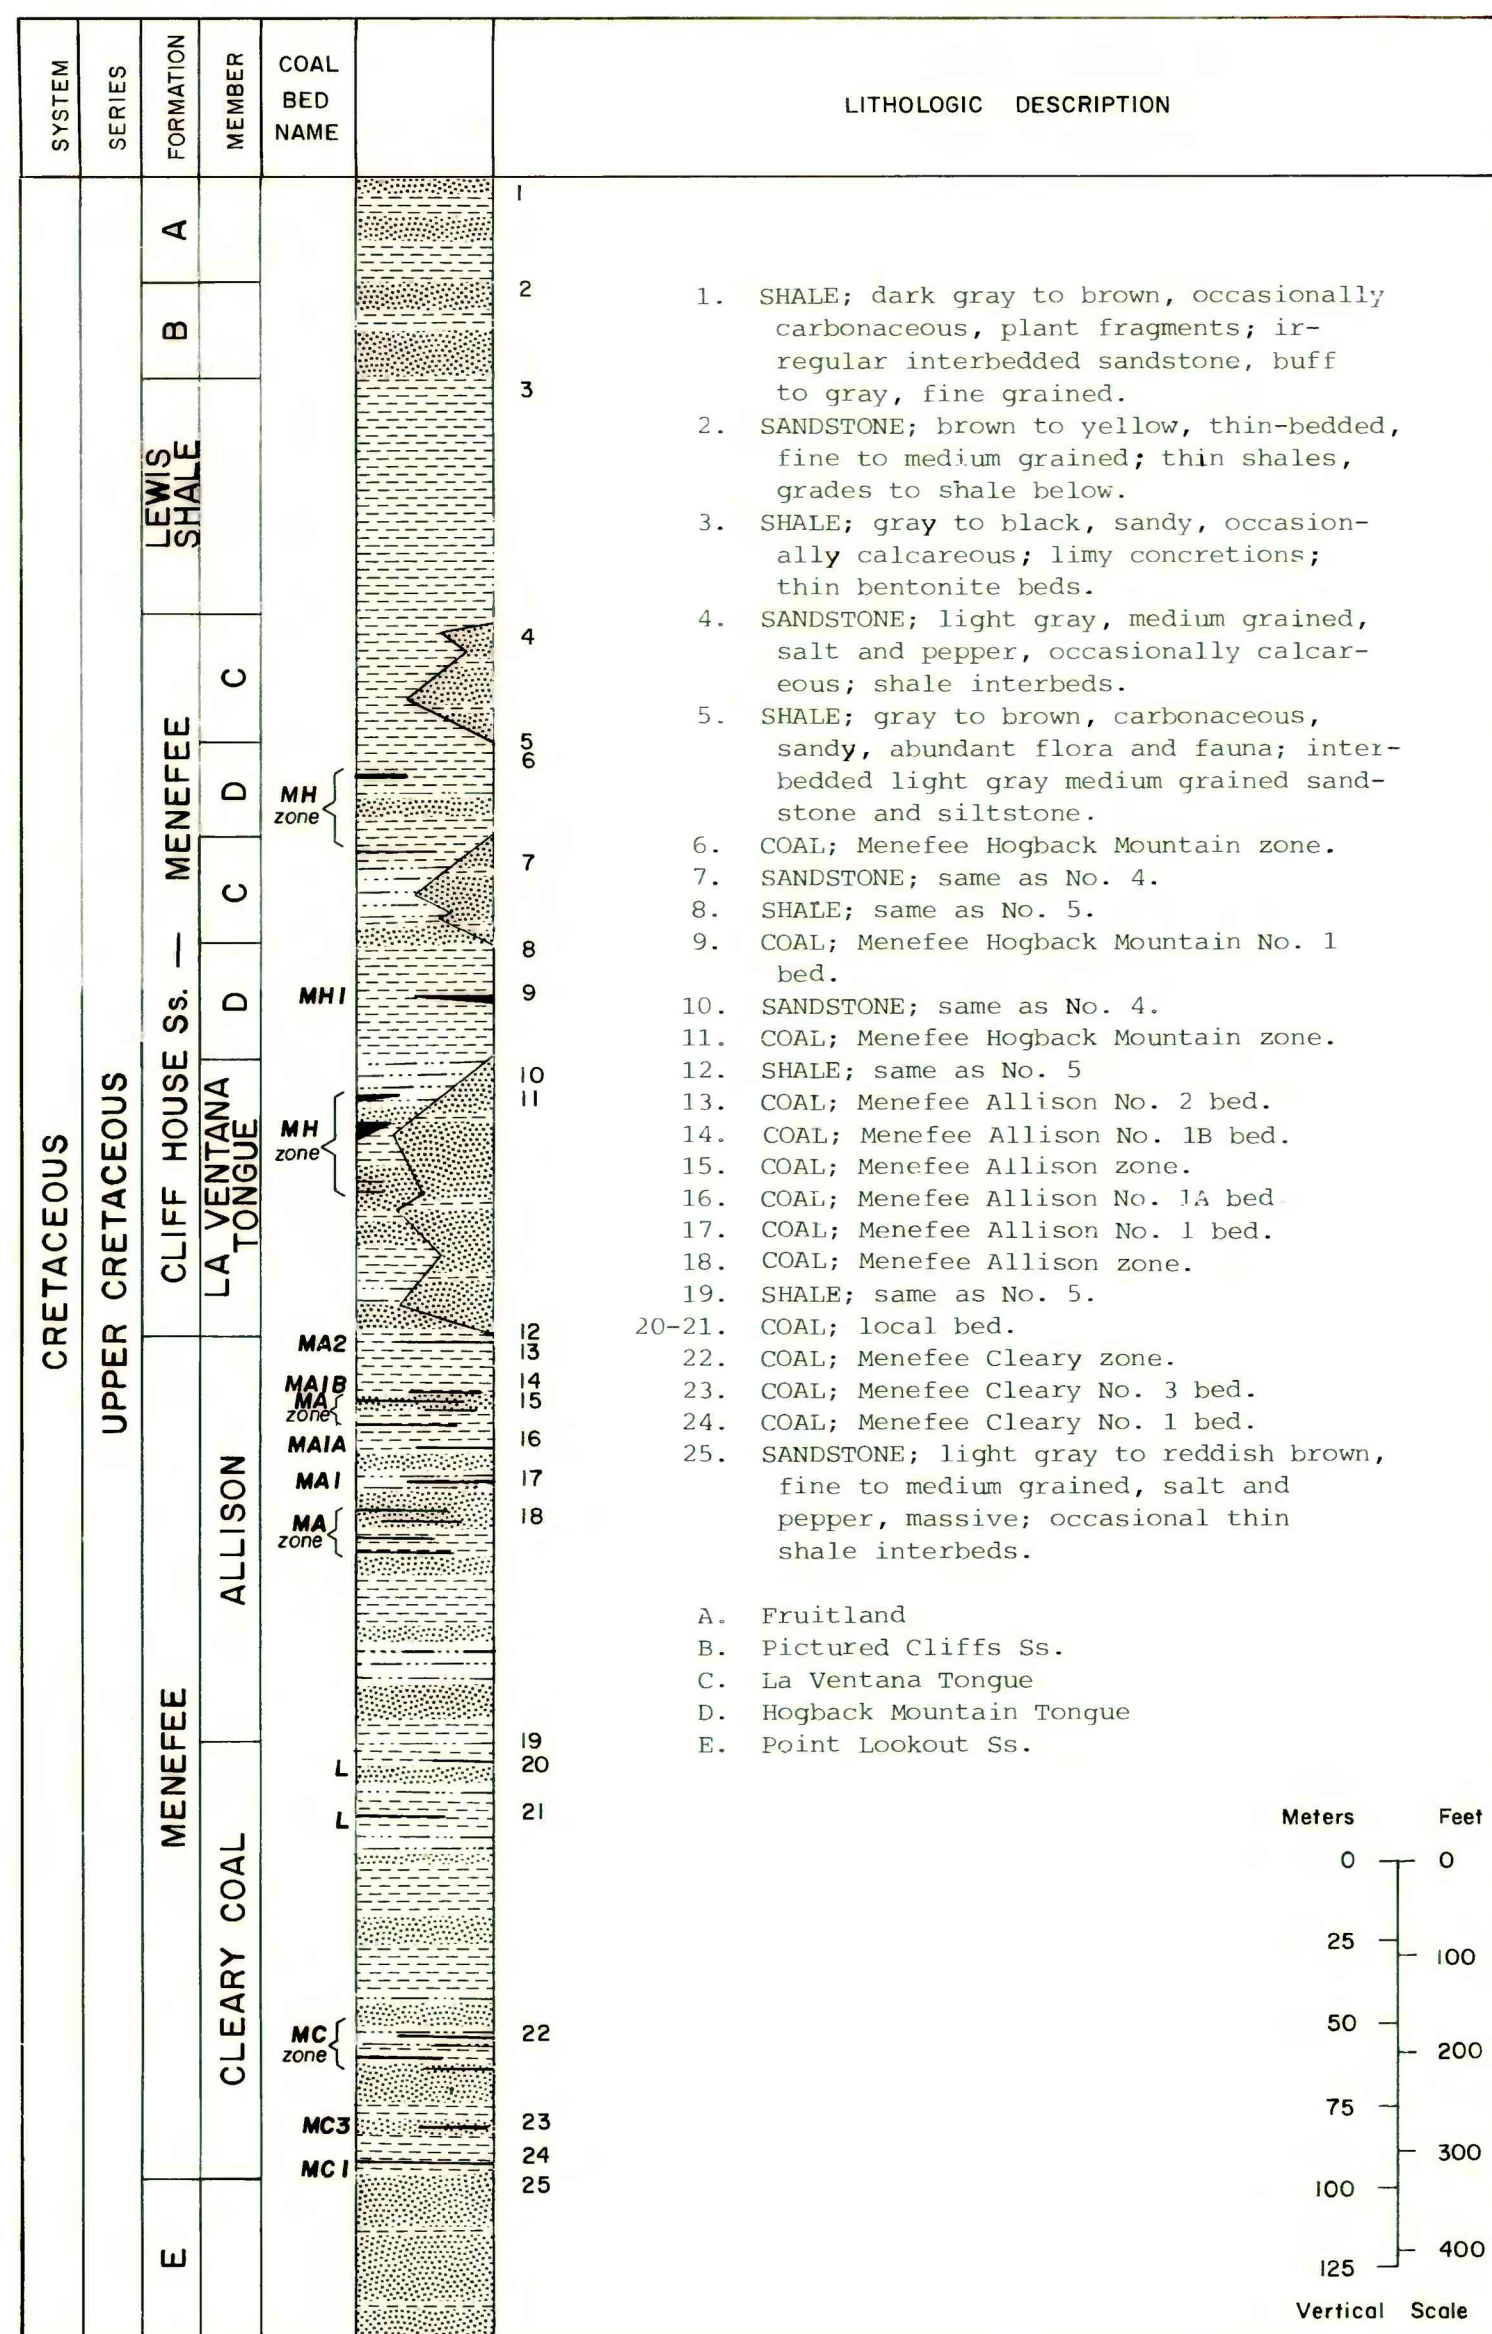 SYSTEM
SERIES
FORMATION
MEMBER
COAL
BED
NAME
LITHOLOGIC DESCRIPTION
CRETACEOUS
UPPER CRETACEOUS
A
B
LEWIS
SHALE
CLIFF HOUSE Ss. — MENEFEE
MENEFEE
E
C
D
C
D
LA VENTANA
TONGUE
ALLISON
CLEARY COAL
MH
zone
MH1
MH
zone
MA2
MA1B
MA
zone
MA1A
MA1
MA
zone
L
L
MC
zone
MC3
MC1
1
2
3
4
5
6
7
8
9
10
11
12
13
14
15
16
17
18
19
20
21
22
23
24
25
1. SHALE; dark gray to brown, occasionally
carbonaceous, plant fragments; ir-
regular interbedded sandstone, buff
to gray, fine grained.
2. SANDSTONE; brown to yellow, thin-bedded,
fine to medium grained; thin shales,
grades to shale below.
3. SHALE; gray to black, sandy, occasion-
ally calcareous; limy concretions;
thin bentonite beds.
4. SANDSTONE; light gray, medium grained,
salt and pepper, occasionally calcar-
eous; shale interbeds.
5. SHALE; gray to brown, carbonaceous,
sandy, abundant flora and fauna; inter-
bedded light gray medium grained sand-
stone and siltstone.
6. COAL; Menefee Hogback Mountain zone.
7. SANDSTONE; same as No. 4.
8. SHALE; same as No. 5.
9. COAL; Menefee Hogback Mountain No. 1
bed.
10. SANDSTONE; same as No. 4.
11. COAL; Menefee Hogback Mountain zone.
12. SHALE; same as No. 5
13. COAL; Menefee Allison No. 2 bed.
14. COAL; Menefee Allison No. 1B bed.
15. COAL; Menefee Allison zone.
16. COAL; Menefee Allison No. 1A bed
17. COAL; Menefee Allison No. 1 bed.
18. COAL; Menefee Allison zone.
19. SHALE; same as No. 5.
20-21. COAL; local bed.
22. COAL; Menefee Cleary zone.
23. COAL; Menefee Cleary No. 3 bed.
24. COAL; Menefee Cleary No. 1 bed.
25. SANDSTONE; light gray to reddish brown,
fine to medium grained, salt and
pepper, massive; occasional thin
shale interbeds.
A. Fruitland
B. Pictured Cliffs Ss.
C. La Ventana Tongue
D. Hogback Mountain Tongue
E. Point Lookout Ss.
Meters Feet
0 0
25
100
50
200
75
300
100
400
125
Vertical Scale